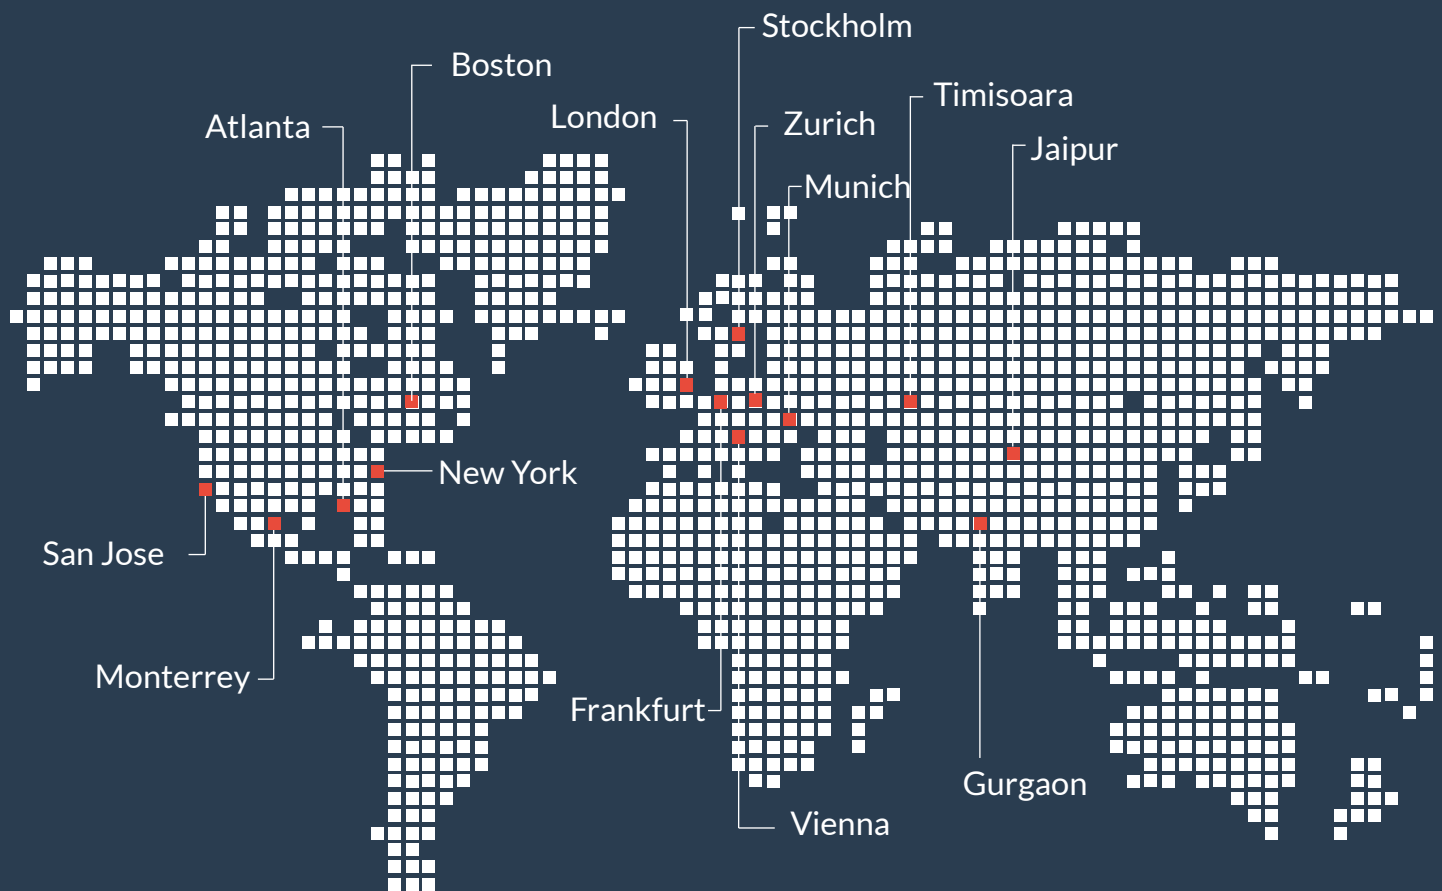 Stockholm
Boston
Timisoara
London
Zurich
Atlanta
Jaipur
Munich
New York
San Jose
Monterrey
Frankfurt
Gurgaon
Vienna